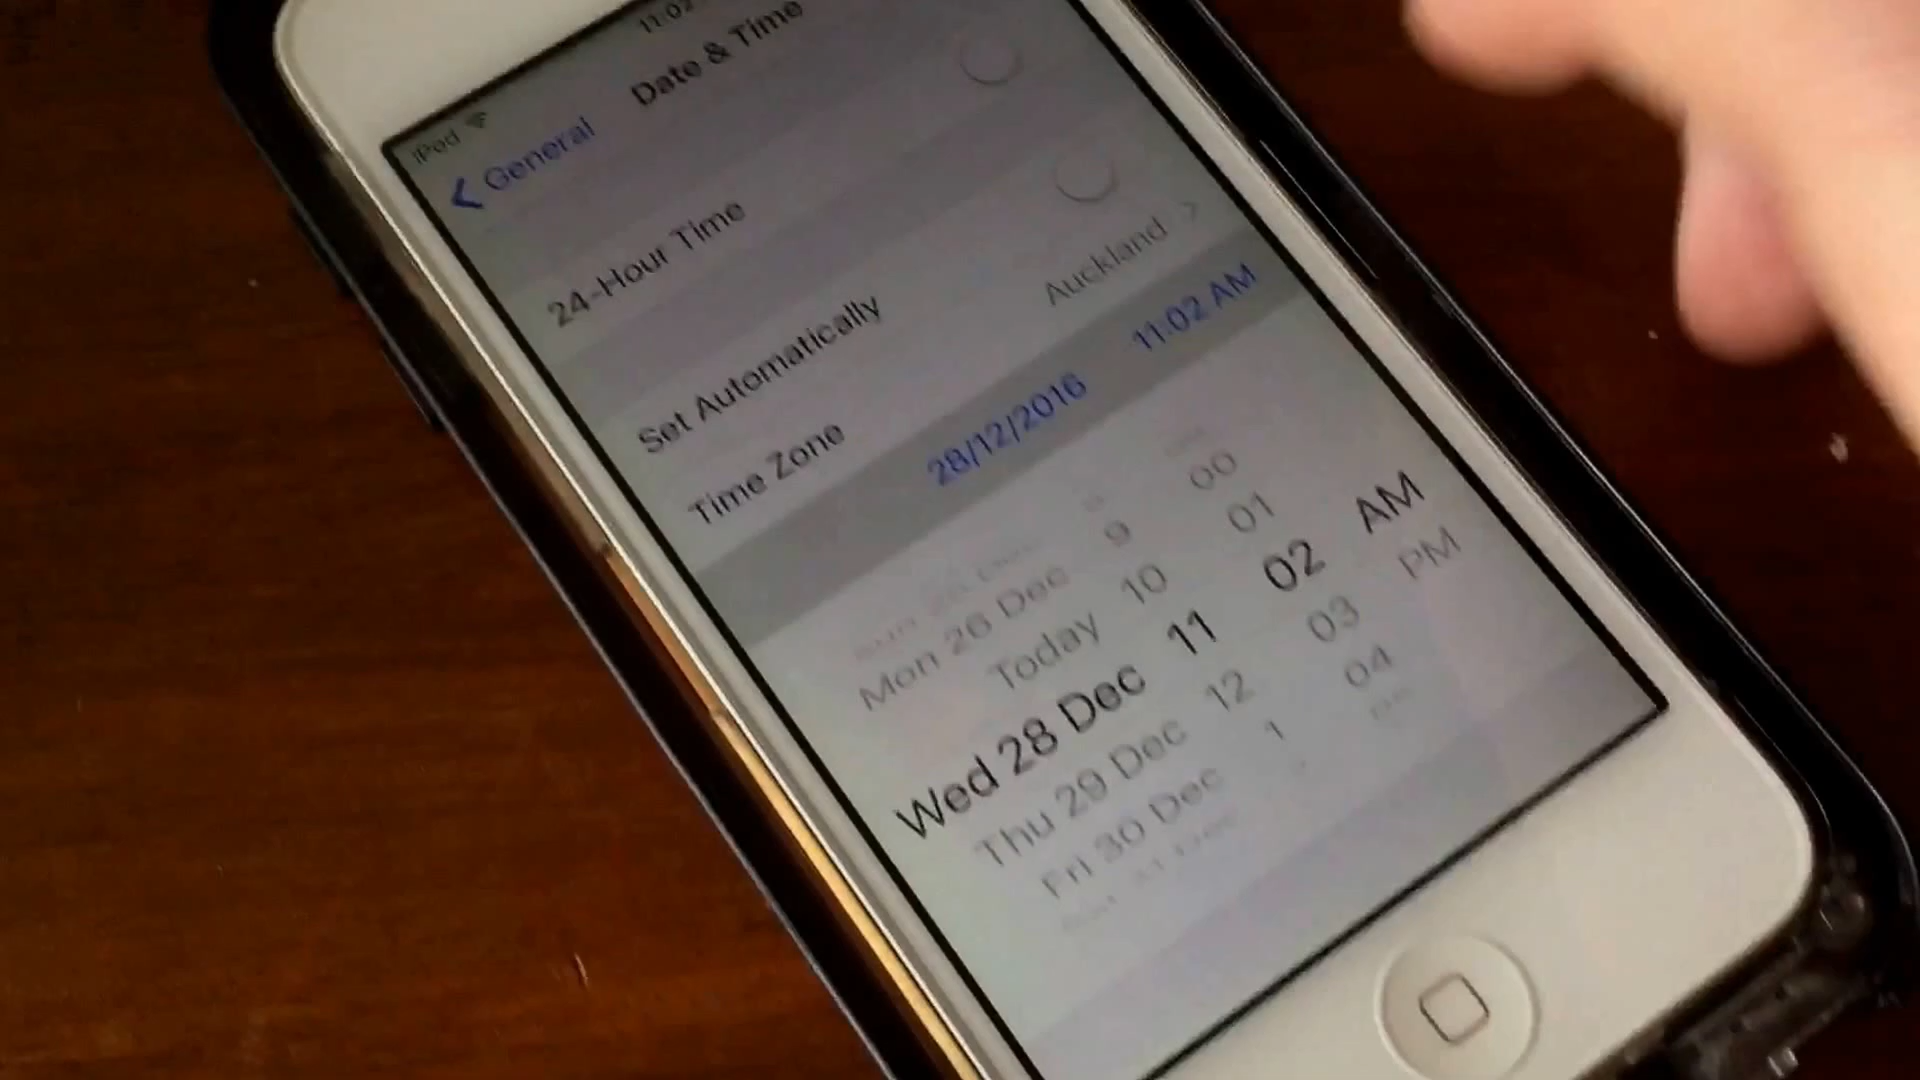 iPod 11:02
General Date & Time
24-Hour Time
Set Automatically
Time Zone Auckland
28/12/2016 11:02 AM
Mon 26 Dec 9 00
Today 10 01
Wed 28 Dec 11 02 AM
Thu 29 Dec 12 03 PM
Fri 30 Dec 1 04